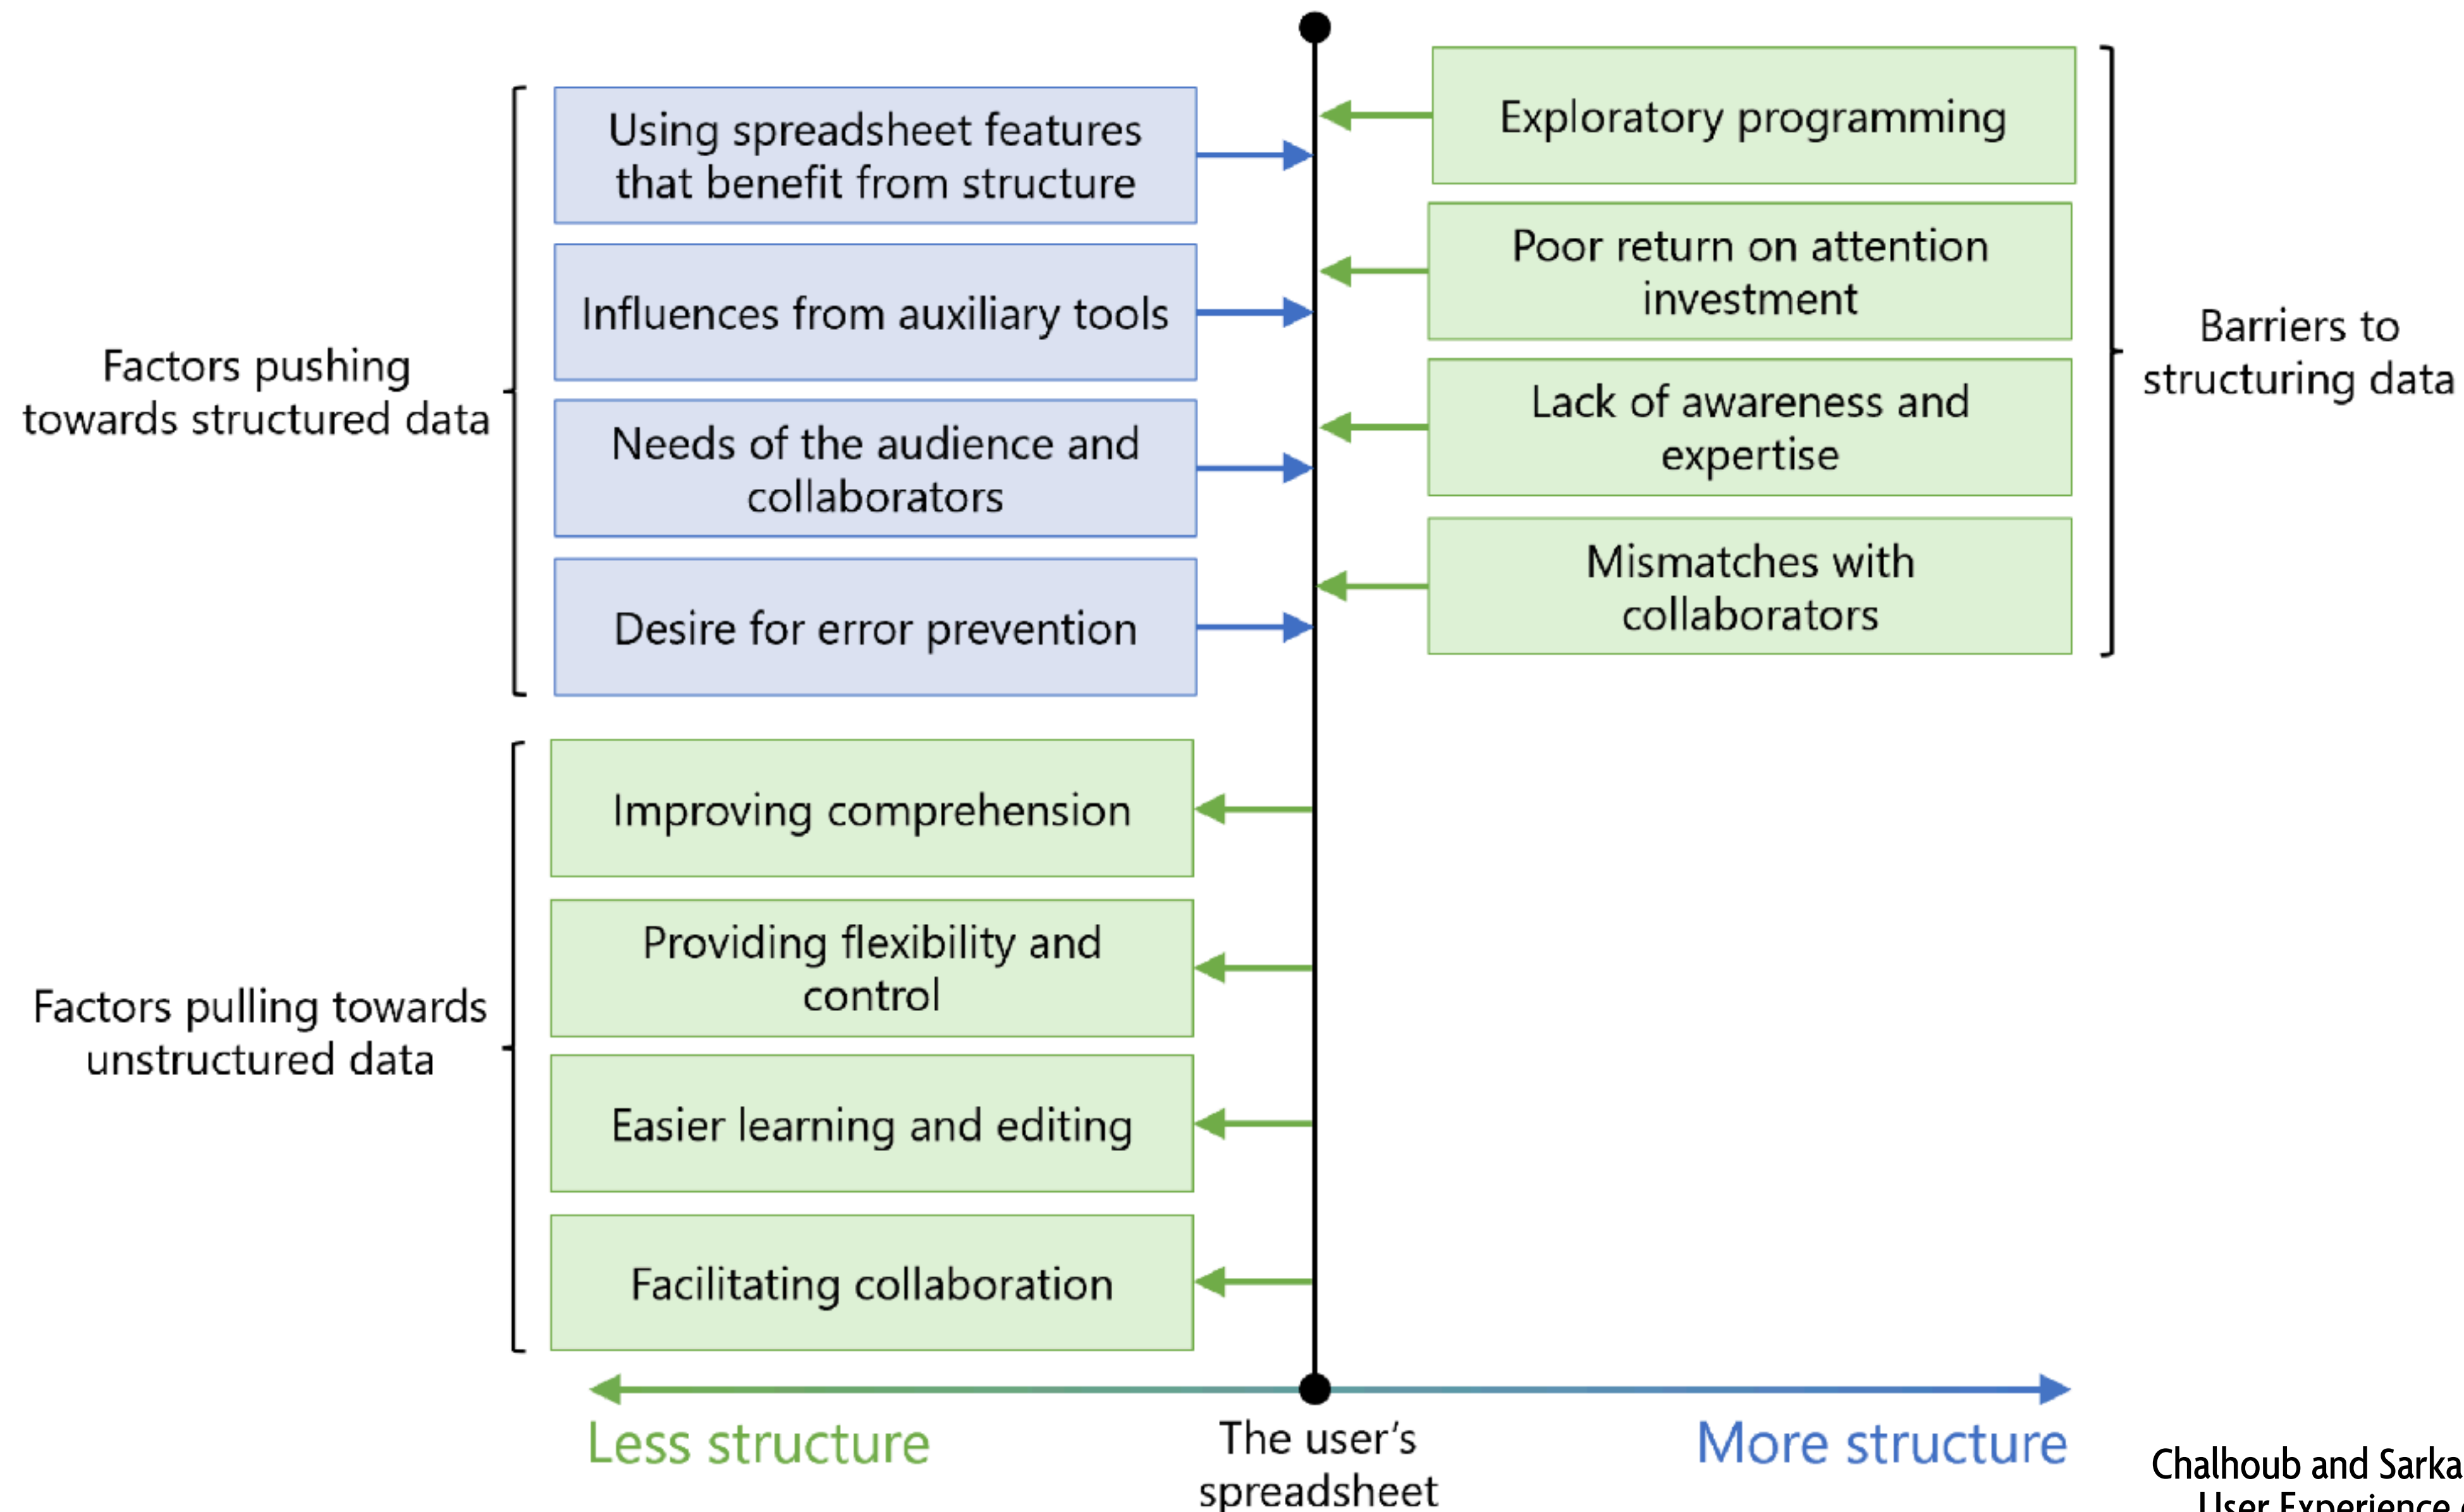 Factors pushing
towards structured data
Using spreadsheet features
that benefit from structure
Influences from auxiliary tools
Needs of the audience and
collaborators
Desire for error prevention
Exploratory programming
Poor return on attention
investment
Lack of awareness and
expertise
Mismatches with
collaborators
Barriers to
structuring data
Factors pulling towards
unstructured data
Improving comprehension
Providing flexibility and
control
Easier learning and editing
Facilitating collaboration
Less structure
The user’s
spreadsheet
More structure
Chalhoub and Sarka
User Experience